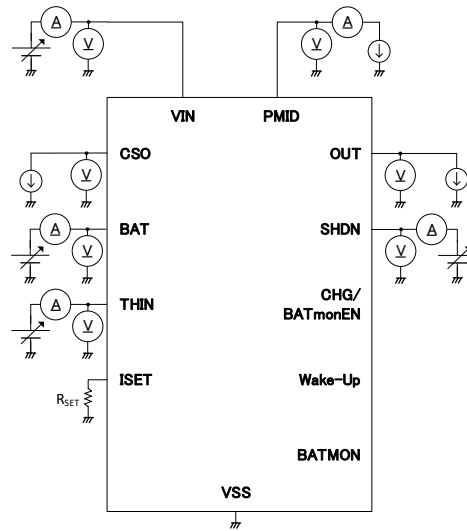 A
A
V
V
VIN
PMID
CSO
OUT
V
V
BAT
SHDN
A
V
V
A
THIN
CHG/
BATmonEN
A
V
ISET
Wake-Up
RSET
BATMON
VSS